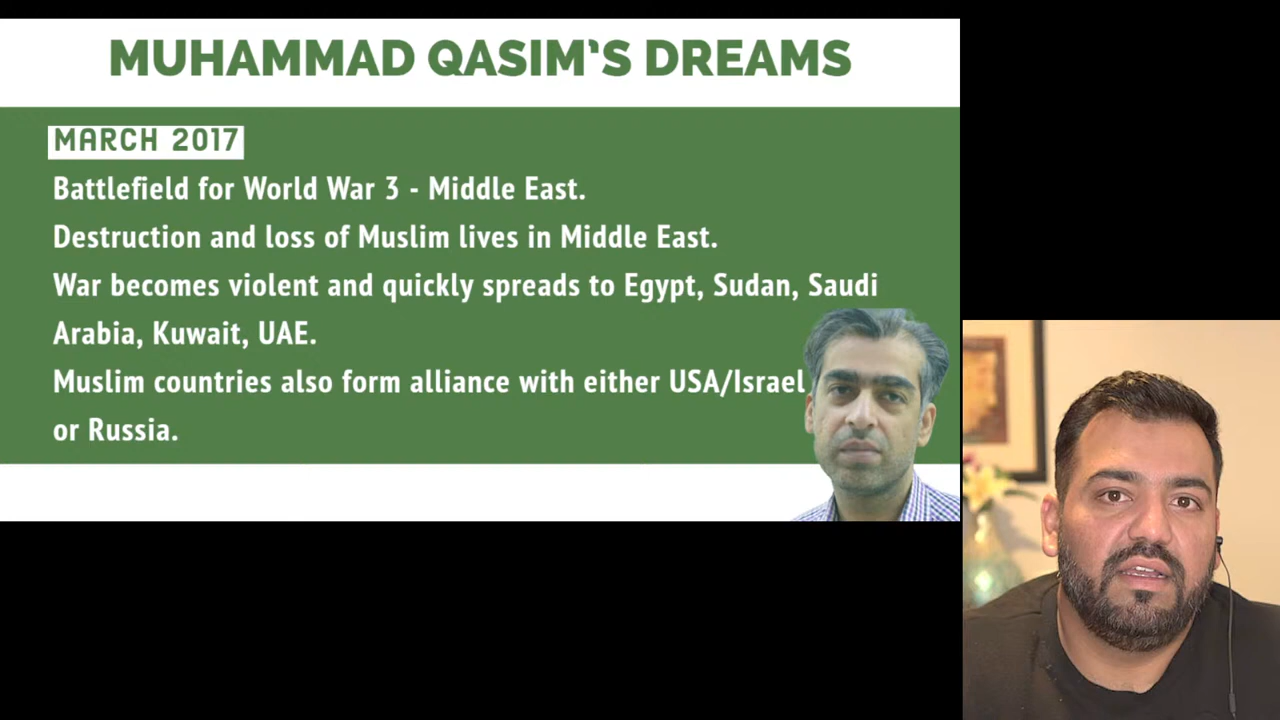 MUHAMMAD QASIM'S DREAMS
MARCH 2017
Battlefield for World War 3 - Middle East.
Destruction and loss of Muslim lives in Middle East.
War becomes violent and quickly spreads to Egypt, Sudan, Saudi
Arabia, Kuwait, UAE.
Muslim countries also form alliance with either USA/Israel
or Russia.